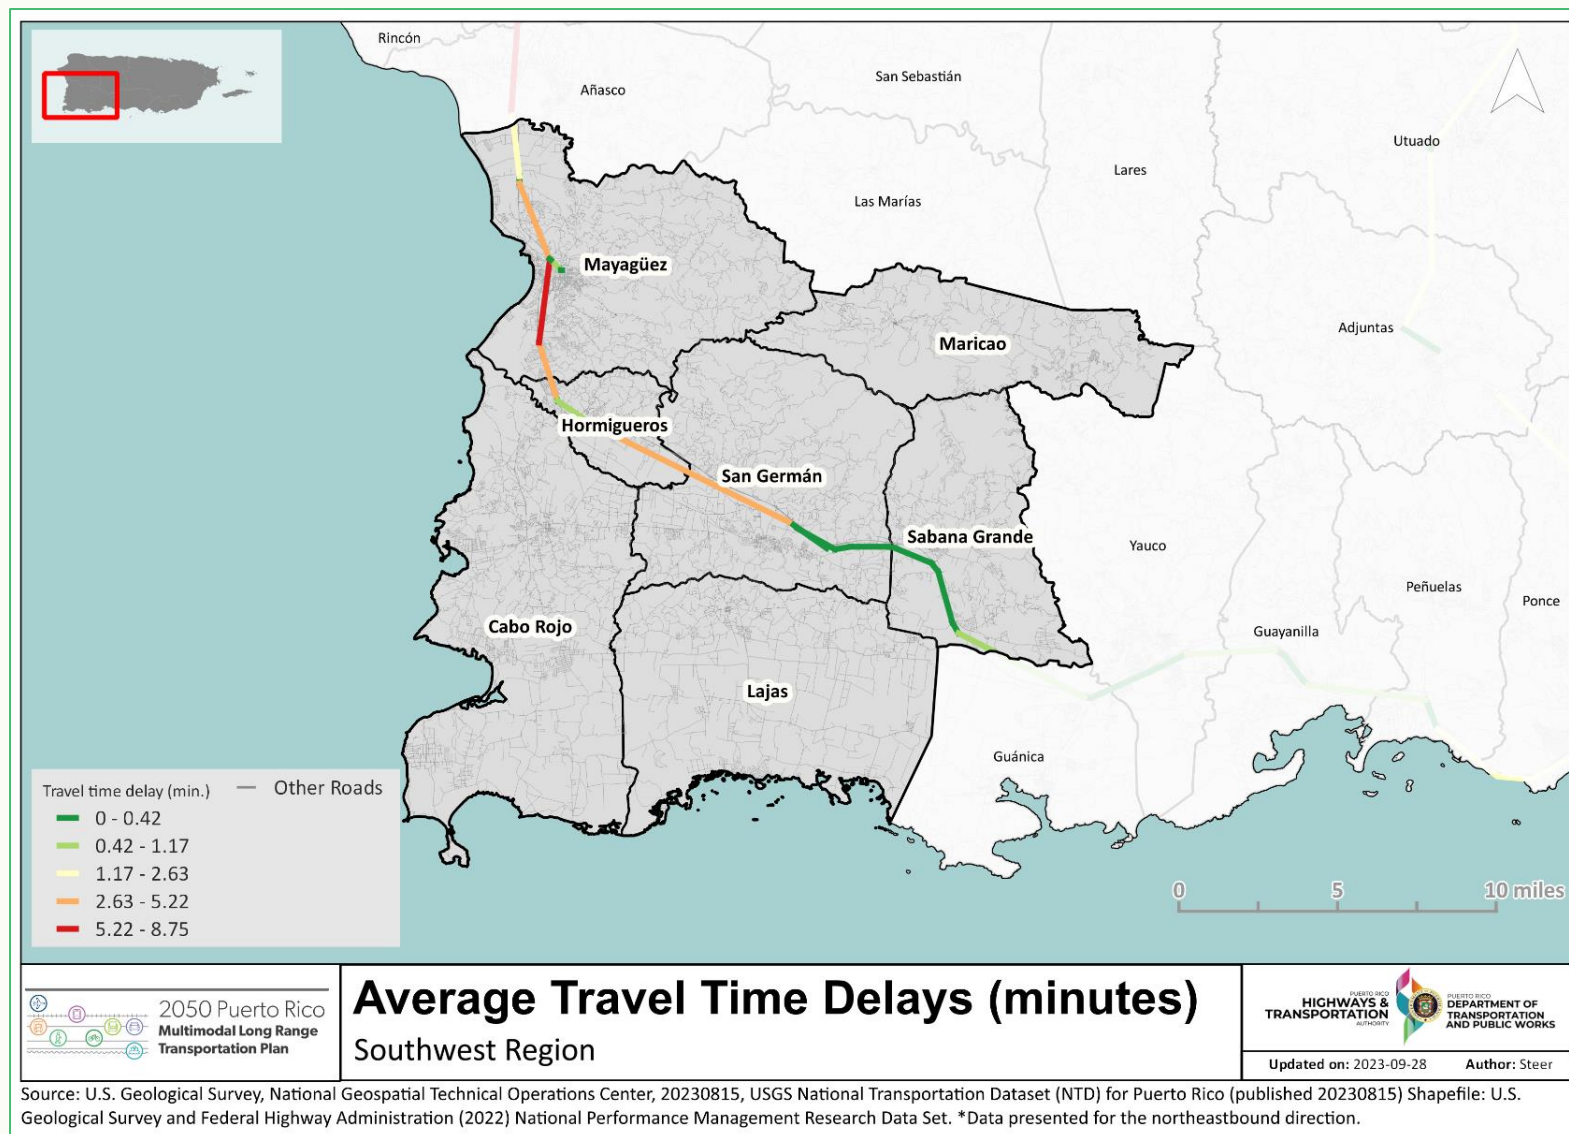 Rincón
Añasco
San Sebastián
Utuado
Lares
Las Marías
Mayagüez
Adjuntas
Maricao
Hormigueros
San Germán
Sabana Grande
Yauco
Peñuelas
Ponce
Cabo Rojo
Guayanilla
Lajas
Guánica
Travel time delay (min.)
Other Roads
0 - 0.42
0.42 - 1.17
1.17 - 2.63
2.63 - 5.22
5.22 - 8.75
0 5 10 miles
2050 Puerto Rico
Multimodal Long Range
Transportation Plan
Average Travel Time Delays (minutes)
Southwest Region
PUERTO RICO
HIGHWAYS &
TRANSPORTATION
AUTHORITY
PUERTO RICO
DEPARTMENT OF
TRANSPORTATION
AND PUBLIC WORKS
Updated on: 2023-09-28 Author: Steer
Source: U.S. Geological Survey, National Geospatial Technical Operations Center, 20230815, USGS National Transportation Dataset (NTD) for Puerto Rico (published 20230815) Shapefile: U.S.
Geological Survey and Federal Highway Administration (2022) National Performance Management Research Data Set. *Data presented for the northeastbound direction.